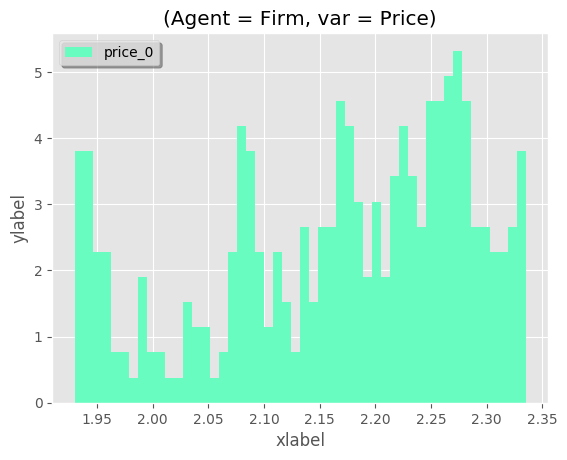 (Agent = Firm, var = Price)
price_0
5
4
3
2
1
0
ylabel
1.95 2.00 2.05 2.10 2.15 2.20 2.25 2.30 2.35
xlabel